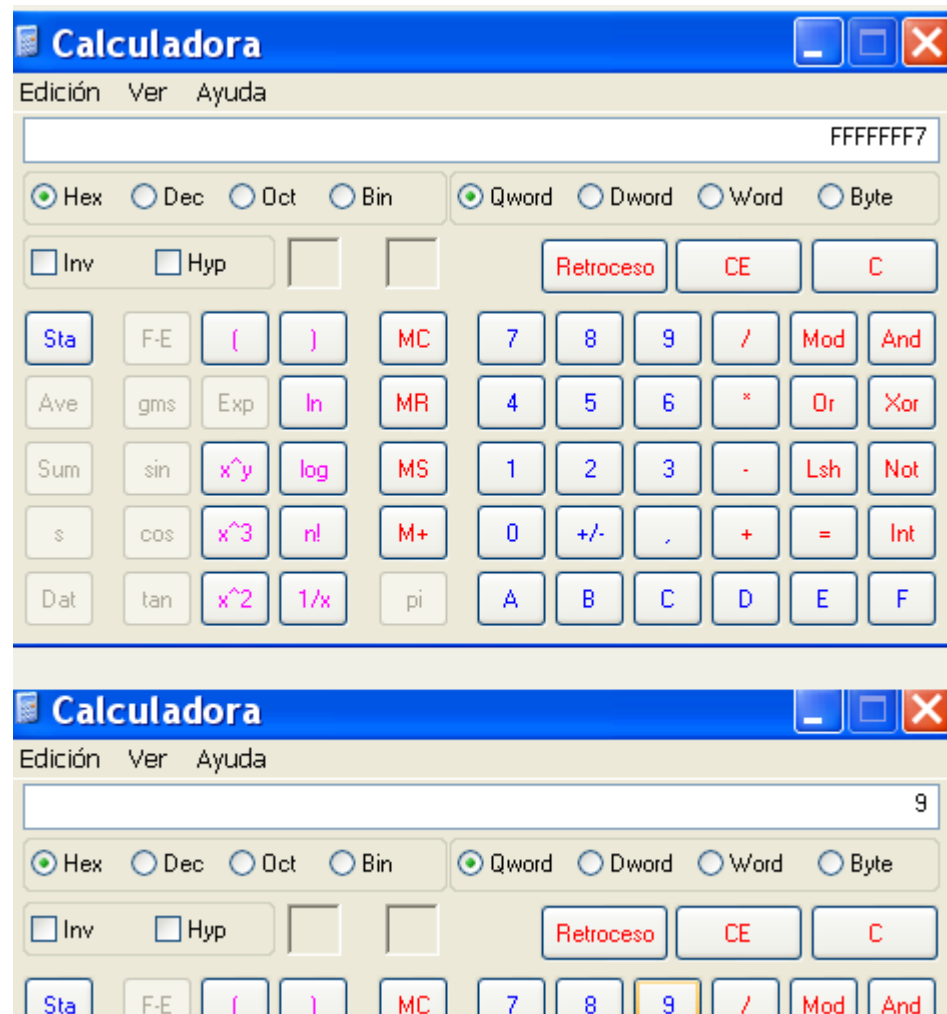 Calculadora
Edición Ver Ayuda
FFFFFFF7
Hex Dec Oct Bin Qword Dword Word Byte
Inv Hyp Retroceso CE C
Sta F-E ( ) MC 7 8 9 / Mod And
Ave gms Exp ln MR 4 5 6 * Or Xor
Sum sin x^y log MS 1 2 3 - Lsh Not
s cos x^3 n! M+ 0 +/- , + = Int
Dat tan x^2 1/x pi A B C D E F
Calculadora
Edición Ver Ayuda
9
Hex Dec Oct Bin Qword Dword Word Byte
Inv Hyp Retroceso CE C
Sta F-E ( ) MC 7 8 9 / Mod And